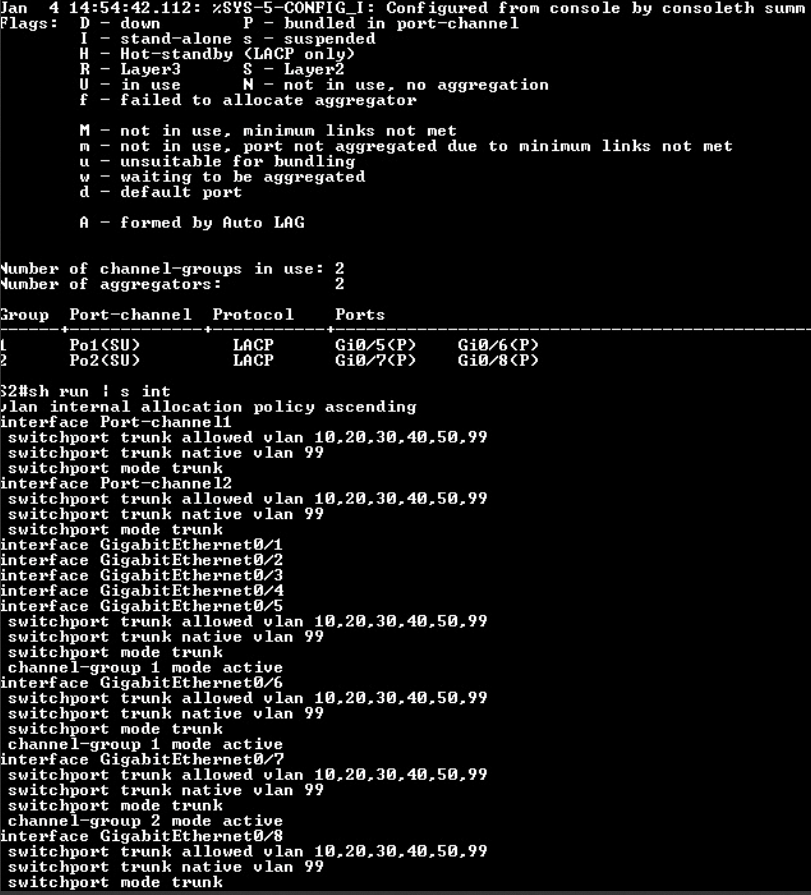 Jan  4 14:54:42.112: %SYS-5-CONFIG_I: Configured from console by consoleth summ
Flags:  D - down        P - bundled in port-channel
        I - stand-alone s - suspended
        H - Hot-standby (LACP only)
        R - Layer3      S - Layer2
        U - in use      N - not in use, no aggregation
        f - failed to allocate aggregator

        M - not in use, minimum links not met
        m - not in use, port not aggregated due to minimum links not met
        u - unsuitable for bundling
        w - waiting to be aggregated
        d - default port

        A - formed by Auto LAG

Number of channel-groups in use: 2
Number of aggregators:           2

Group  Port-channel  Protocol    Ports
------+-------------+-----------+-----------------------------------------------
1      Po1(SU)         LACP      Gi0/5(P)    Gi0/6(P)
2      Po2(SU)         LACP      Gi0/7(P)    Gi0/8(P)

S2#sh run | s int
vlan internal allocation policy ascending
interface Port-channel1
 switchport trunk allowed vlan 10,20,30,40,50,99
 switchport trunk native vlan 99
 switchport mode trunk
interface Port-channel2
 switchport trunk allowed vlan 10,20,30,40,50,99
 switchport trunk native vlan 99
 switchport mode trunk
interface GigabitEthernet0/1
interface GigabitEthernet0/2
interface GigabitEthernet0/3
interface GigabitEthernet0/4
interface GigabitEthernet0/5
 switchport trunk allowed vlan 10,20,30,40,50,99
 switchport trunk native vlan 99
 switchport mode trunk
 channel-group 1 mode active
interface GigabitEthernet0/6
 switchport trunk allowed vlan 10,20,30,40,50,99
 switchport trunk native vlan 99
 switchport mode trunk
 channel-group 1 mode active
interface GigabitEthernet0/7
 switchport trunk allowed vlan 10,20,30,40,50,99
 switchport trunk native vlan 99
 switchport mode trunk
 channel-group 2 mode active
interface GigabitEthernet0/8
 switchport trunk allowed vlan 10,20,30,40,50,99
 switchport trunk native vlan 99
 switchport mode trunk